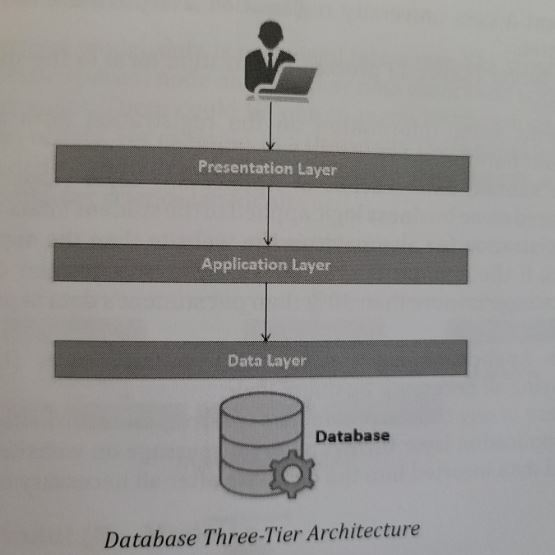 Presentation Layer
Application Layer
Data Layer
Database
Database Three-Tier Architecture